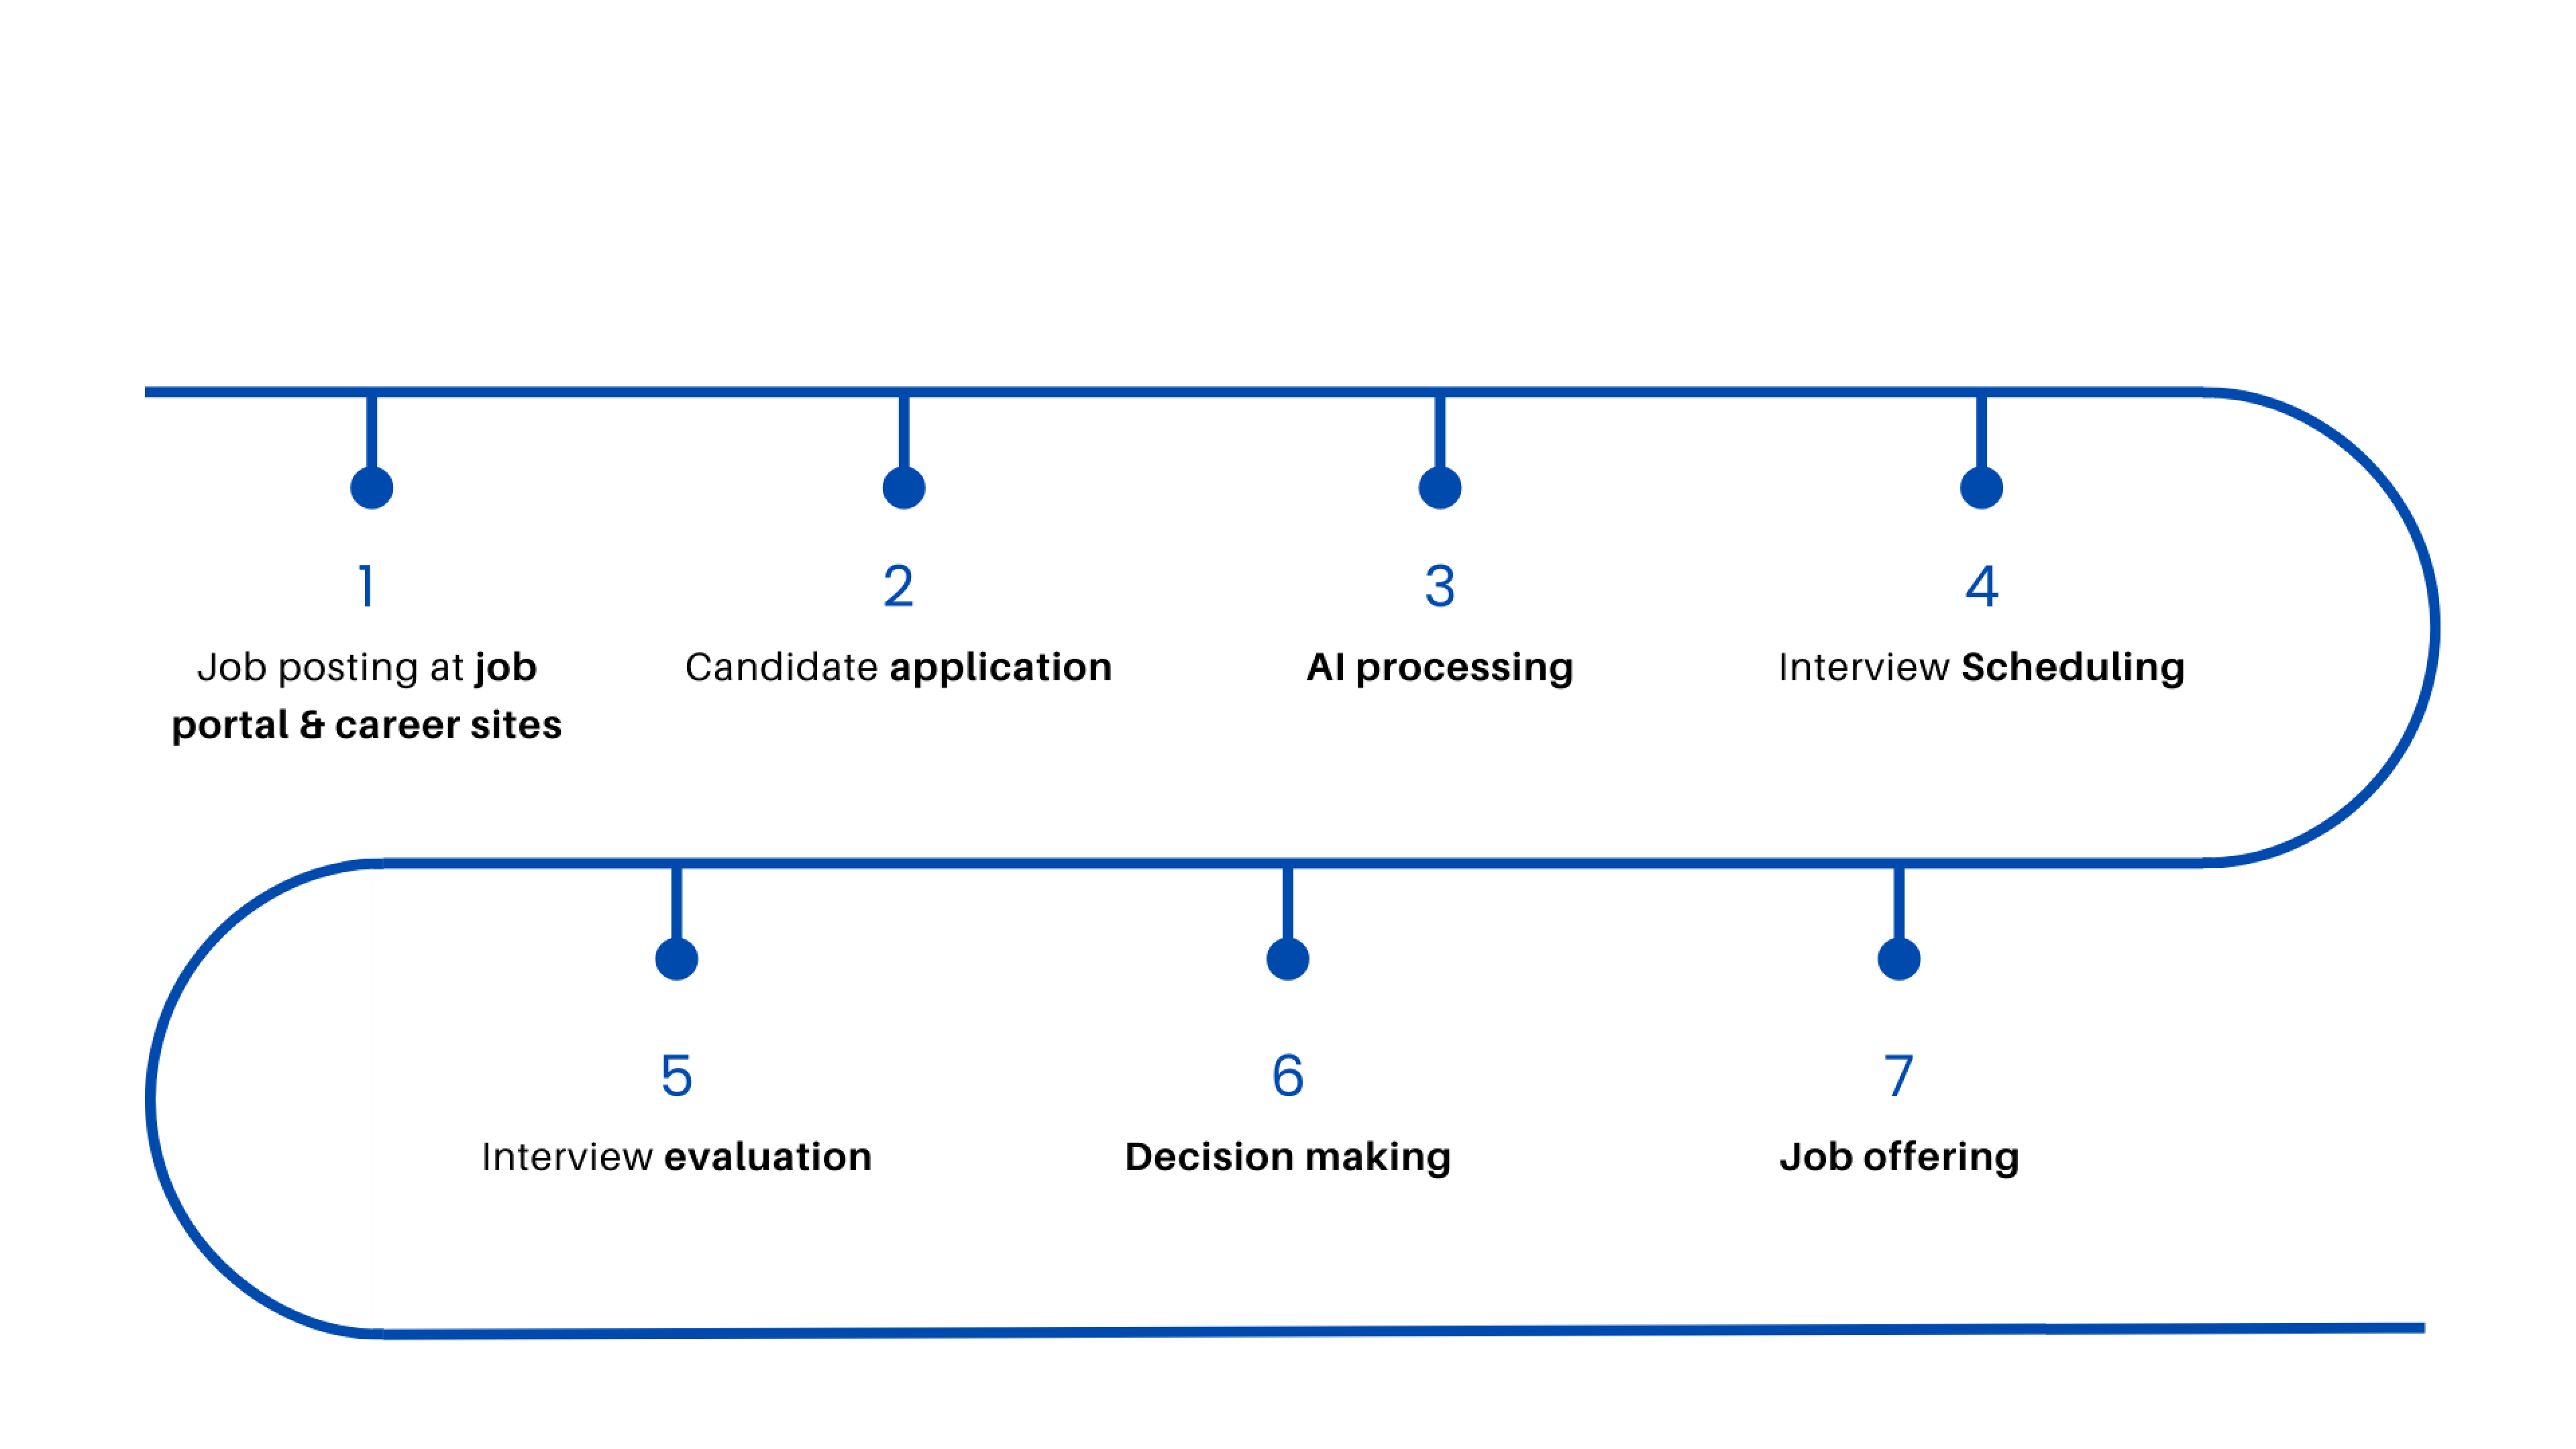 1
Job posting at job
portal & career sites
2
Candidate application
3
AI processing
4
Interview Scheduling
5
Interview evaluation
6
Decision making
7
Job offering